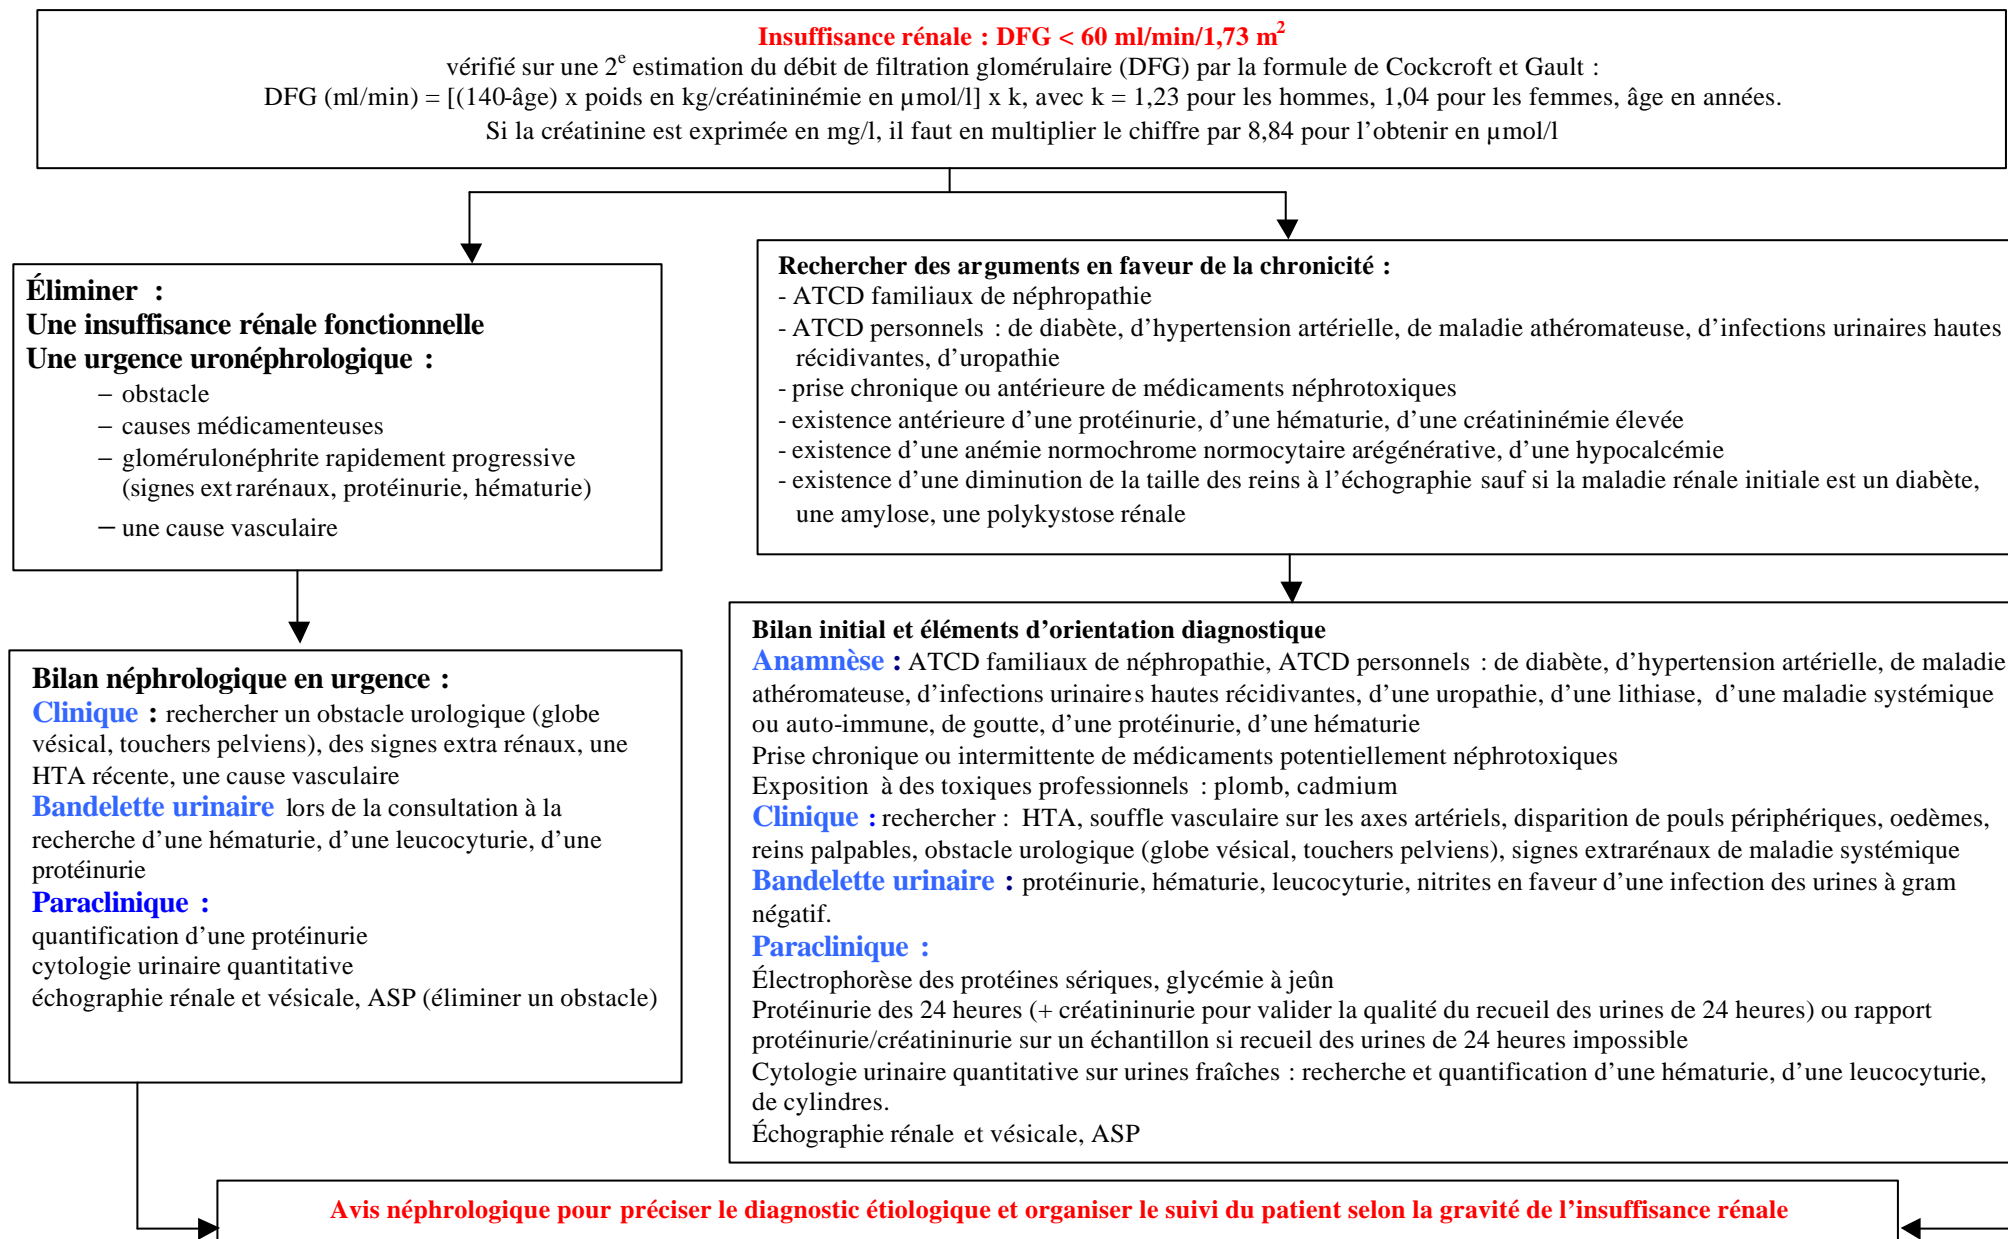 Insuffisance rénale : DFG < 60 ml/min/1,73 m²
vérifié sur une 2e estimation du débit de filtration glomérulaire (DFG) par la formule de Cockcroft et Gault :
DFG (ml/min) = [(140-âge) x poids en kg/créatininémie en µmol/l] x k, avec k = 1,23 pour les hommes, 1,04 pour les femmes, âge en années.
Si la créatinine est exprimée en mg/l, il faut en multiplier le chiffre par 8,84 pour l’obtenir en µmol/l
Éliminer :
Une insuffisance rénale fonctionnelle
Une urgence uronéphrologique :
– obstacle
– causes médicamenteuses
– glomérulonéphrite rapidement progressive
(signes ext rarénaux, protéinurie, hématurie)
– une cause vasculaire
Rechercher des arguments en faveur de la chronicité :
- ATCD familiaux de néphropathie
- ATCD personnels : de diabète, d’hypertension artérielle, de maladie athéromateuse, d’infections urinaires hautes
récidivantes, d’uropathie
- prise chronique ou antérieure de médicaments néphrotoxiques
- existence antérieure d’une protéinurie, d’une hématurie, d’une créatininémie élevée
- existence d’une anémie normochrome normocytaire arégénérative, d’une hypocalcémie
- existence d’une diminution de la taille des reins à l’échographie sauf si la maladie rénale initiale est un diabète,
une amylose, une polykystose rénale
Bilan néphrologique en urgence :
Clinique : rechercher un obstacle urologique (globe
vésical, touchers pelviens), des signes extra rénaux, une
HTA récente, une cause vasculaire
Bandelette urinaire lors de la consultation à la
recherche d’une hématurie, d’une leucocyturie, d’une
protéinurie
Paraclinique :
quantification d’une protéinurie
cytologie urinaire quantitative
échographie rénale et vésicale, ASP (éliminer un obstacle)
Bilan initial et éléments d’orientation diagnostique
Anamnèse : ATCD familiaux de néphropathie, ATCD personnels : de diabète, d’hypertension artérielle, de maladie
athéromateuse, d’infections urinaires hautes récidivantes, d’une uropathie, d’une lithiase, d’une maladie systémique
ou auto-immune, de goutte, d’une protéinurie, d’une hématurie
Prise chronique ou intermittente de médicaments potentiellement néphrotoxiques
Exposition à des toxiques professionnels : plomb, cadmium
Clinique : rechercher : HTA, souffle vasculaire sur les axes artériels, disparition de pouls périphériques, oedèmes,
reins palpables, obstacle urologique (globe vésical, touchers pelviens), signes extrarénaux de maladie systémique
Bandelette urinaire : protéinurie, hématurie, leucocyturie, nitrites en faveur d’une infection des urines à gram
négatif.
Paraclinique :
Électrophorèse des protéines sériques, glycémie à jeûn
Protéinurie des 24 heures (+ créatininurie pour valider la qualité du recueil des urines de 24 heures) ou rapport
protéinurie/créatininurie sur un échantillon si recueil des urines de 24 heures impossible
Cytologie urinaire quantitative sur urines fraîches : recherche et quantification d’une hématurie, d’une leucocyturie,
de cylindres.
Échographie rénale et vésicale, ASP
Avis néphrologique pour préciser le diagnostic étiologique et organiser le suivi du patient selon la gravité de l’insuffisance rénale